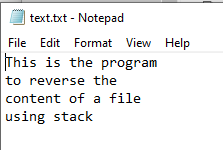 text.txt - Notepad
File Edit Format View Help
This is the program
to reverse the
content of a file
using stack